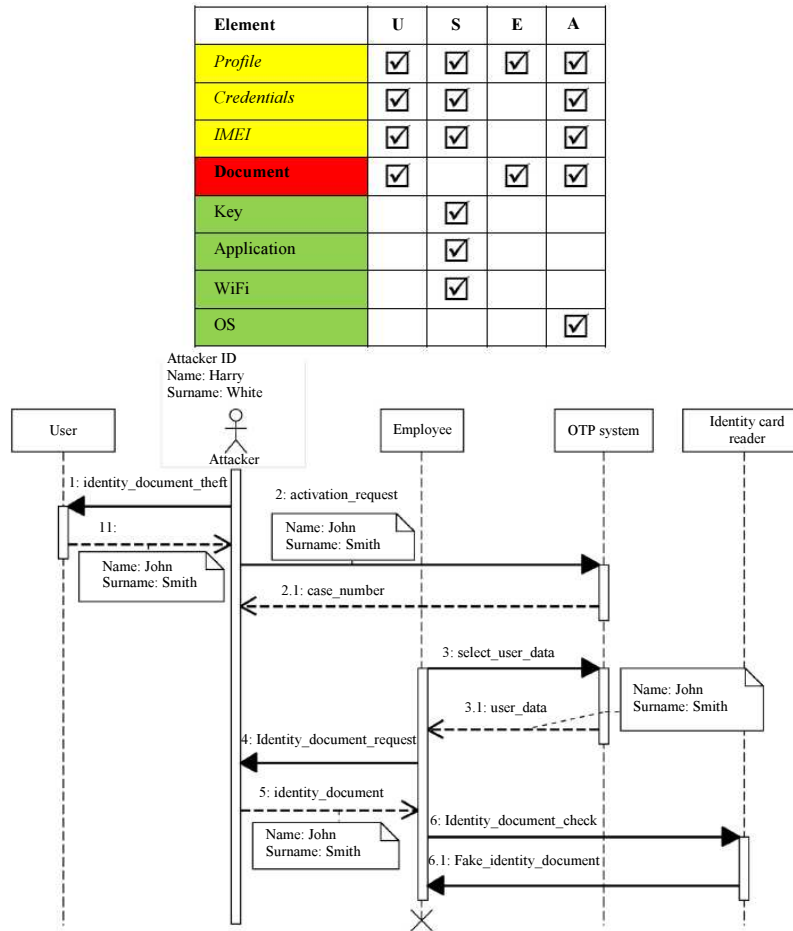 Element U S E A
Profile
Credentials
IMEI
Document
Key
Application
WiFi
OS
Attacker ID
Name: Harry
Surname: White
User
Attacker
Employee
OTP system
Identity card
reader
1: identity_document_theft
2: activation_request
11:
Name: John
Surname: Smith
Name: John
Surname: Smith
2.1: case_number
3: select_user_data
3.1: user_data
Name: John
Surname: Smith
4: Identity_document_request
5: identity_document
Name: John
Surname: Smith
6: Identity_document_check
6.1: Fake_identity_document